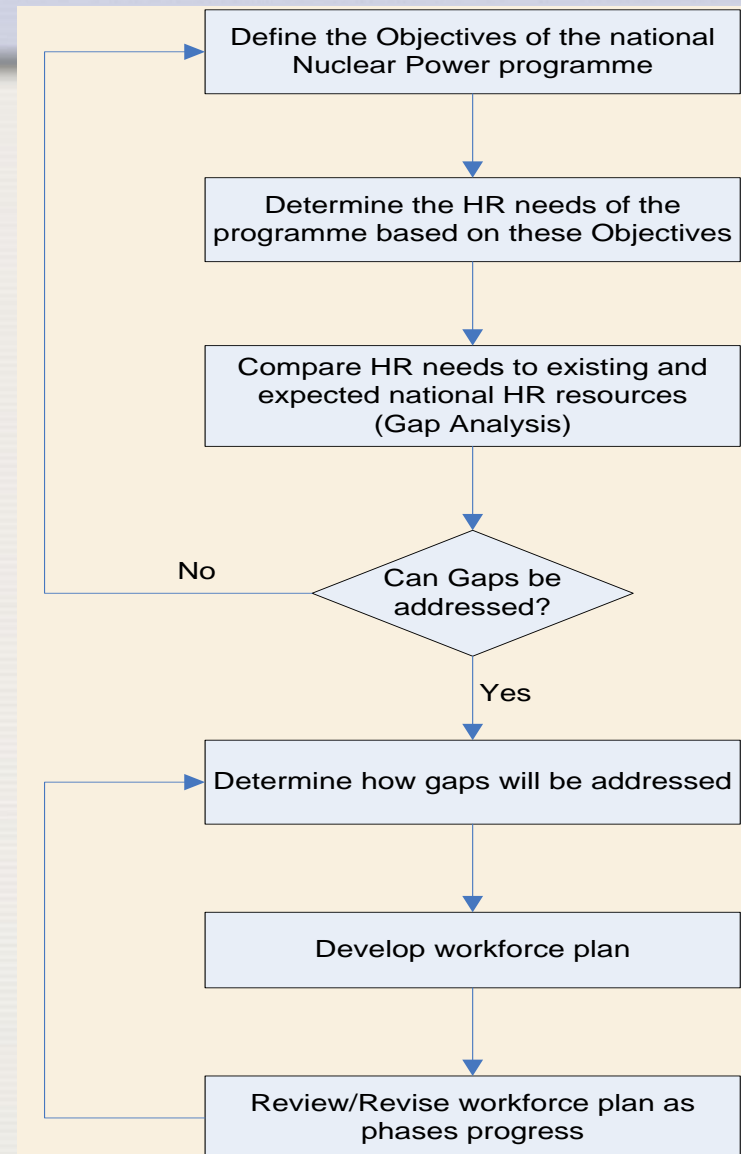 Define the Objectives of the national
Nuclear Power programme
Determine the HR needs of the
programme based on these Objectives
Compare HR needs to existing and
expected national HR resources
(Gap Analysis)
No
Can Gaps be
addressed?
Yes
Determine how gaps will be addressed
Develop workforce plan
Review/Revise workforce plan as
phases progress